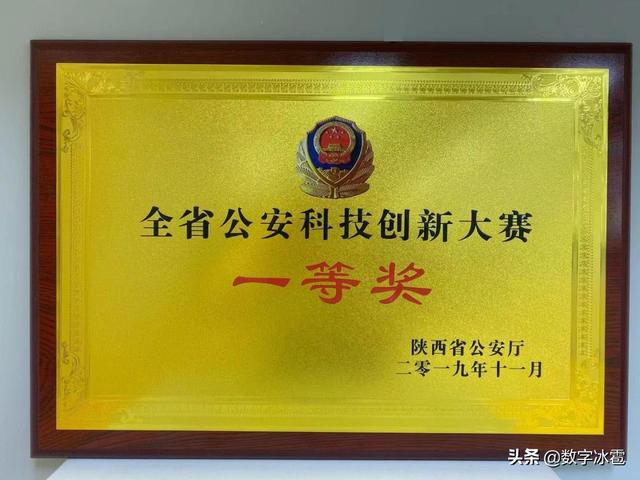 全省公安科技创新大赛
一等奖
陕西省公安厅
二零一九年十一月
头条 @数字冰雹